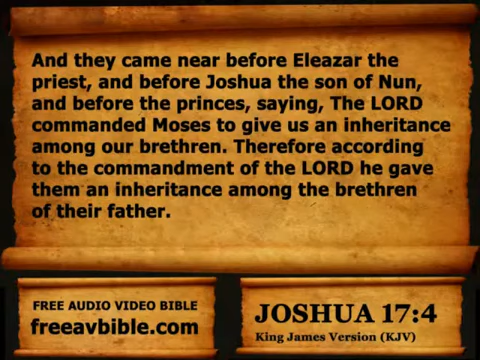 And they came near before Eleazar the
priest, and before Joshua the son of Nun,
and before the princes, saying, The LORD
commanded Moses to give us an inheritance
among our brethren. Therefore according
to the commandment of the LORD he gave
them an inheritance among the brethren
of their father.
FREE AUDIO VIDEO BIBLE
freeavbible.com
JOSHUA 17:4
King James Version (KJV)